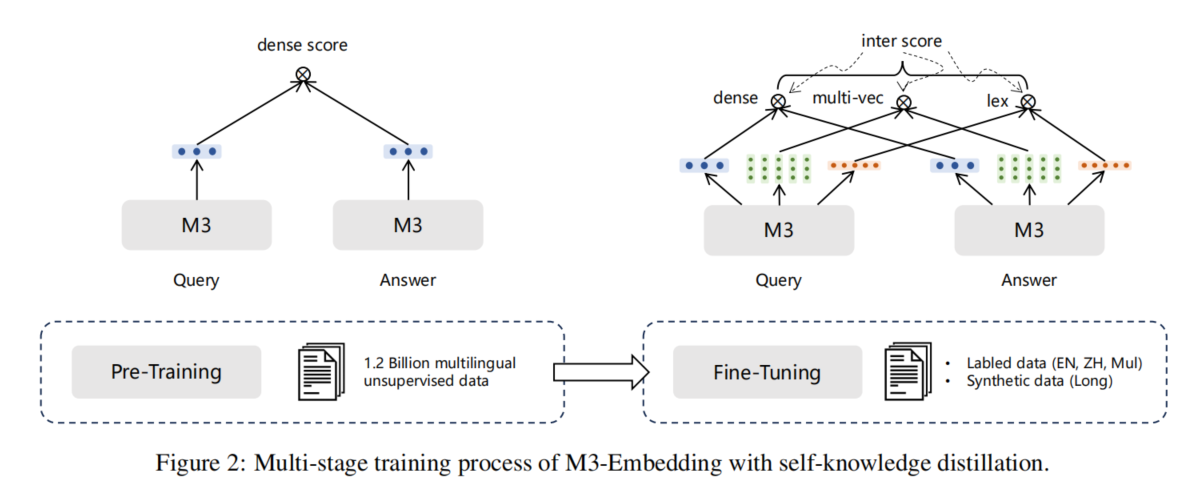 dense score
M3
M3
Query
Answer
inter score
dense
multi-vec
lex
M3
M3
Query
Answer
Pre-Training
1.2 Billion multilingual
unsupervised data
Fine-Tuning
• Labled data (EN, ZH, Mul)
• Synthetic data (Long)
Figure 2: Multi-stage training process of M3-Embedding with self-knowledge distillation.